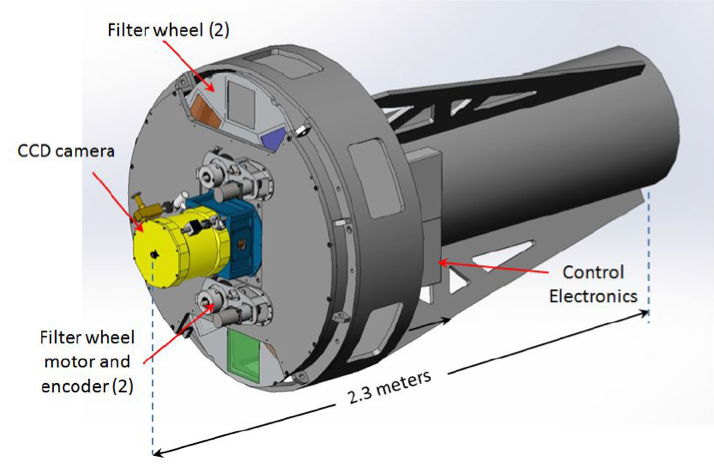 Filter wheel (2)
CCD camera
Control
Electronics
Filter wheel
motor and
encoder (2)
2.3 meters